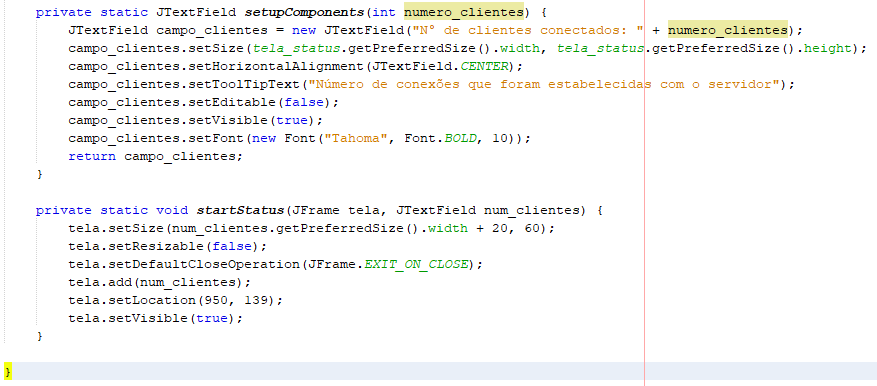 private static JTextField setupComponents(int numero_clientes) {
JTextField campo_clientes = new JTextField("N° de clientes conectados: " + numero_clientes);
campo_clientes.setSize(tela_status.getPreferredSize().width, tela_status.getPreferredSize().height);
campo_clientes.setHorizontalAlignment(JTextField.CENTER);
campo_clientes.setToolTipText("Número de conexões que foram estabelecidas com o servidor");
campo_clientes.setEditable(false);
campo_clientes.setVisible(true);
campo_clientes.setFont(new Font("Tahoma", Font.BOLD, 10));
return campo_clientes;
}
private static void startStatus(JFrame tela, JTextField num_clientes) {
tela.setSize(num_clientes.getPreferredSize().width + 20, 60);
tela.setResizable(false);
tela.setDefaultCloseOperation(JFrame.EXIT_ON_CLOSE);
tela.add(num_clientes);
tela.setLocation(950, 139);
tela.setVisible(true);
}
}